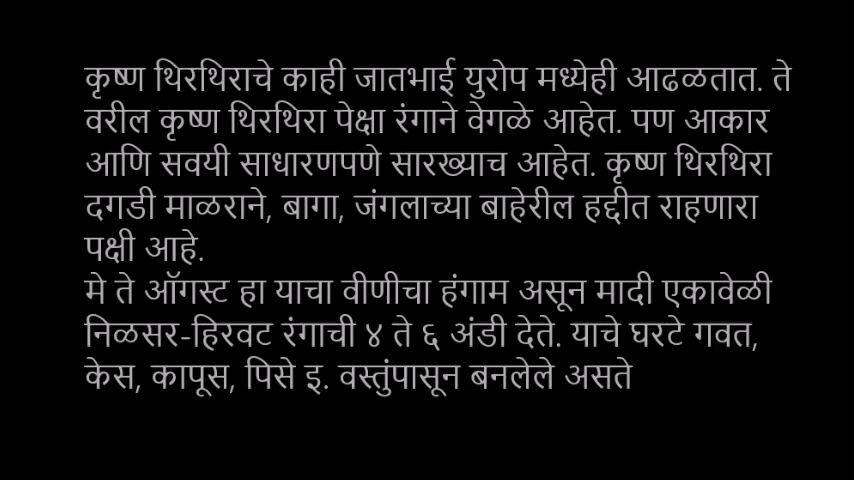 कृष्ण थिरथिराचे काही जातभाई युरोप मध्येही आढळतात. ते
वरील कृष्ण थिरथिरा पेक्षा रंगाने वेगळे आहेत. पण आकार
आणि सवयी साधारणपणे सारख्याच आहेत. कृष्ण थिरथिरा
दगडी माळराने, बागा, जंगलाच्या बाहेरील हद्दीत राहणारा
पक्षी आहे.
मे ते ऑगस्ट हा याचा वीणीचा हंगाम असून मादी एकावेळी
निळसर-हिरवट रंगाची ४ ते ६ अंडी देते. याचे घरटे गवत,
केस, कापूस, पिसे इ. वस्तुंपासून बनलेले असते